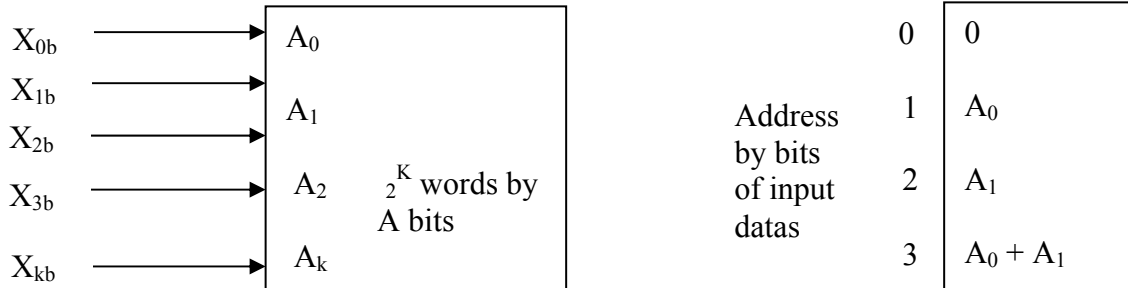 X0b
A0
X1b
A1
X2b
X3b
A2
2^K words by
A bits
Xkb
Ak
Address
by bits
of input
datas
0 0
1 A0
2 A1
3 A0 + A1